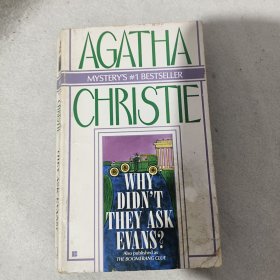 AGATHA
MYSTERY'S #1 BESTSELLER
CHRISTIE
WHY
DIDN'T
THEY ASK
EVANS?
Also published as
THE BOOMERANG CLUE